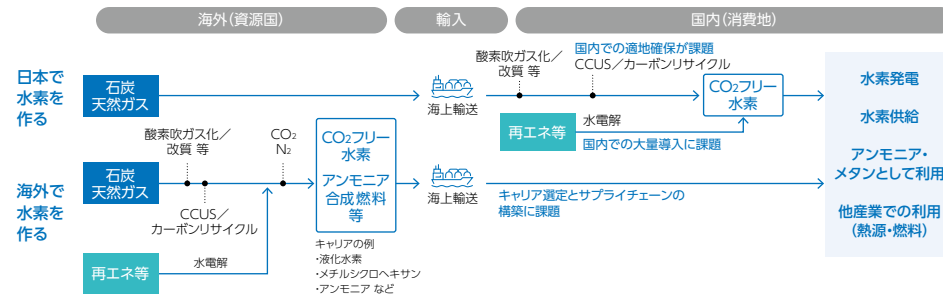 海外（資源国）
輸入
国内（消費地）
日本で
水素を
作る
石炭
天然ガス
海上輸送
酸素吹ガス化／
改質 等
国内での適地確保が課題
CCUS／カーボンリサイクル
CO₂フリー
水素
再エネ等
水電解
国内での大量導入に課題
海外で
水素を
作る
石炭
天然ガス
酸素吹ガス化／
改質 等
CCUS／
カーボンリサイクル
CO₂
N₂
再エネ等
水電解
CO₂フリー
水素
アンモニア
合成燃料
等
キャリアの例
・液化水素
・メチルシクロヘキサン
・アンモニア など
海上輸送
キャリア選定とサプライチェーンの
構築に課題
水素発電
水素供給
アンモニア・
メタンとして利用
他産業での利用
（熱源・燃料）